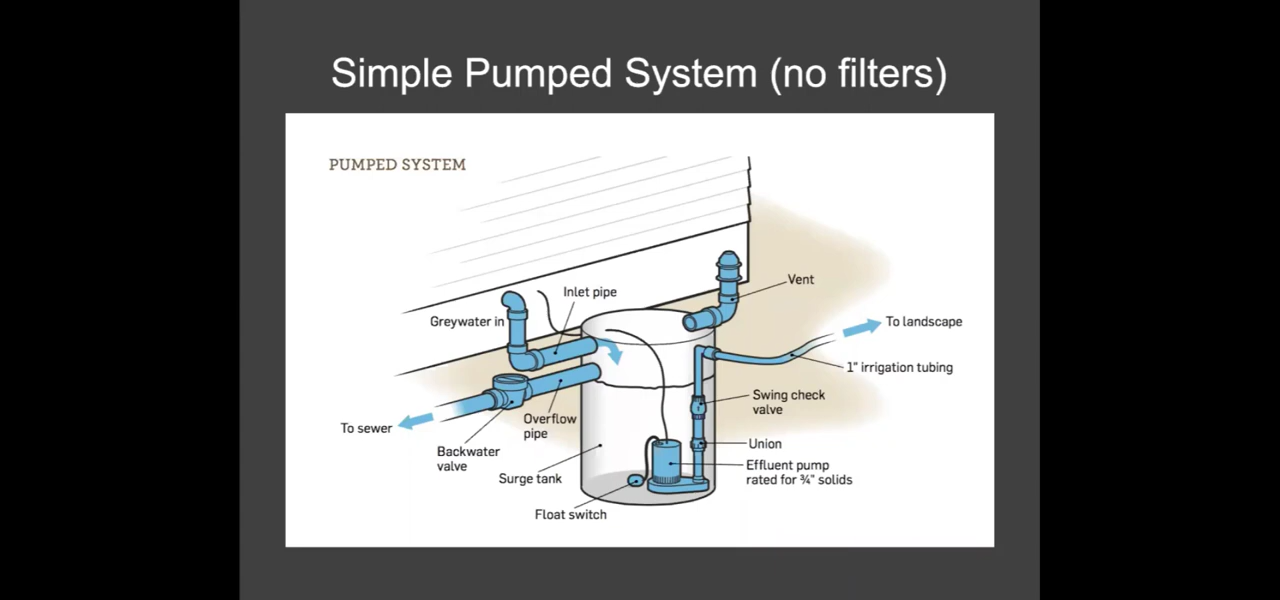 Simple Pumped System (no filters)
PUMPED SYSTEM
Vent
Inlet pipe
Greywater in
To landscape
1" irrigation tubing
Swing check
valve
Overflow
pipe
To sewer
Backwater
valve
Union
Effluent pump
rated for ¾" solids
Surge tank
Float switch